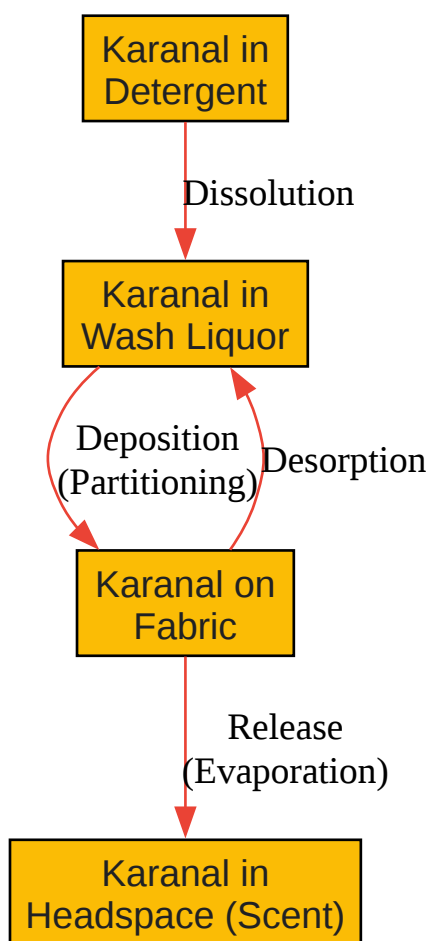 Karanal in
Detergent
Dissolution
Karanal in
Wash Liquor
Deposition
(Partitioning)
Desorption
Karanal on
Fabric
Release
(Evaporation)
Karanal in
Headspace (Scent)